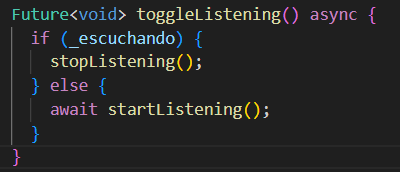 Future<void> toggleListening() async {
  if (_escuchando) {
    stopListening();
  } else {
    await startListening();
  }
}